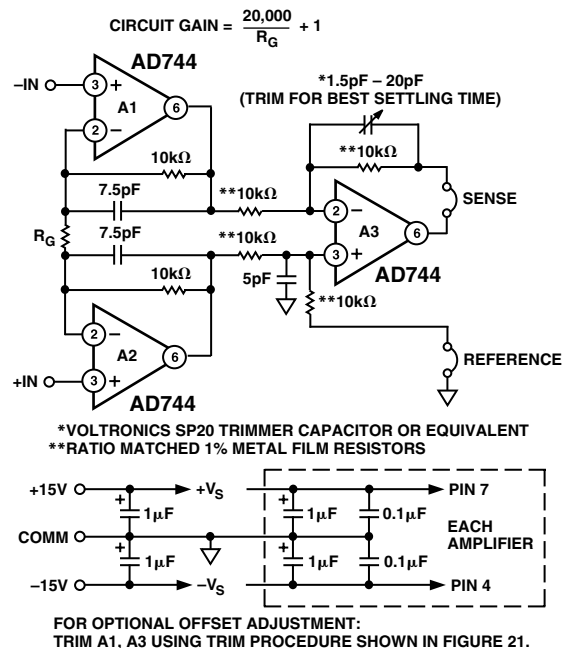 CIRCUIT GAIN = 20,000 / RG + 1
AD744
*1.5pF – 20pF
(TRIM FOR BEST SETTLING TIME)
–IN
3
+
A1
6
2
–
10kΩ
**10kΩ
7.5pF
**10kΩ
SENSE
2
–
A3
6
3
+
RG
7.5pF
**10kΩ
AD744
10kΩ
5pF
**10kΩ
2
–
A2
6
REFERENCE
+IN
3
+
AD744
*VOLTRONICS SP20 TRIMMER CAPACITOR OR EQUIVALENT
**RATIO MATCHED 1% METAL FILM RESISTORS
+15V
+VS
PIN 7
+
1µF
+
1µF
0.1µF
EACH
AMPLIFIER
COMM
+
1µF
+
1µF
0.1µF
–15V
–VS
PIN 4
FOR OPTIONAL OFFSET ADJUSTMENT:
TRIM A1, A3 USING TRIM PROCEDURE SHOWN IN FIGURE 21.